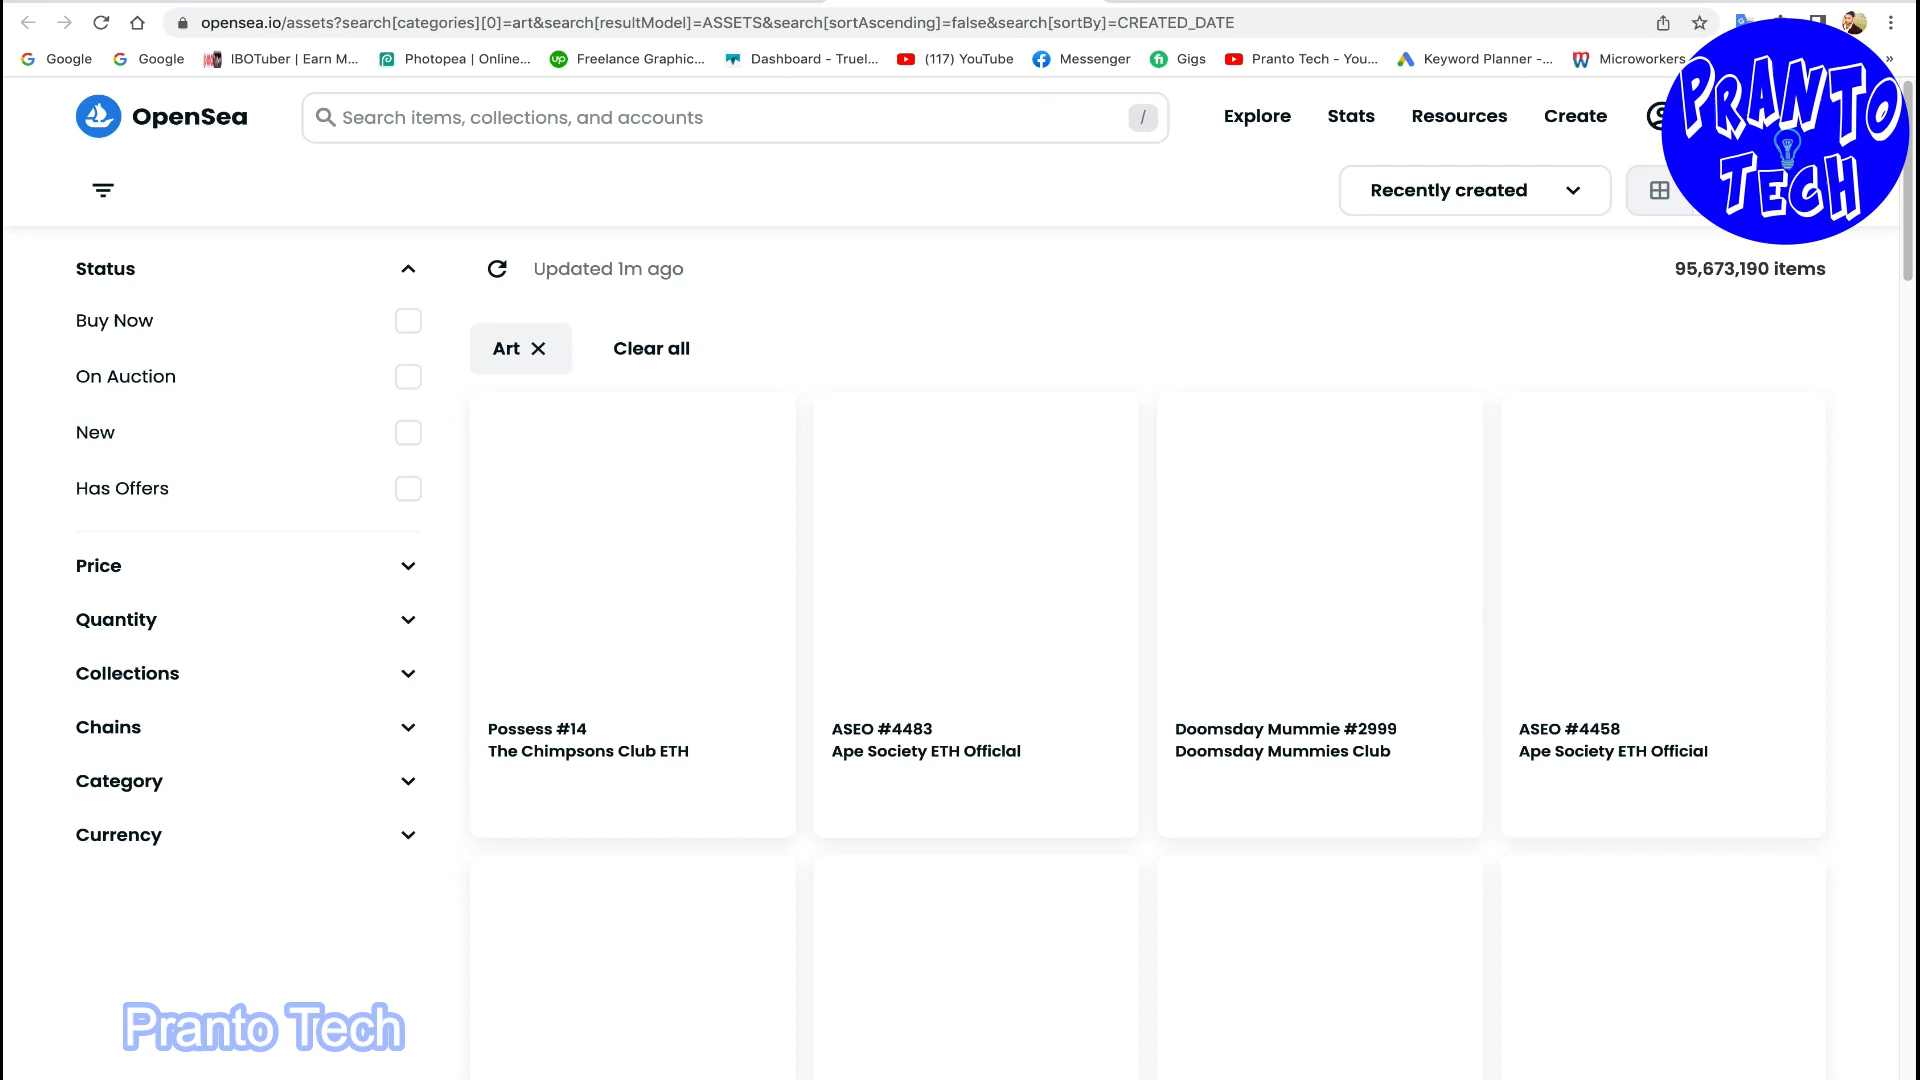 opensea.io/assets?search[categories][0]=art&search[resultModel]=ASSETS&search[sortAscending]=false&search[sortBy]=CREATED_DATE
Google Google IBOTuber | Earn M... Photopea | Online... Freelance Graphic... Dashboard - Truel... (117) YouTube Messenger Gigs Pranto Tech - You... Keyword Planner -... Microworkers »
PRANTO
TECH
OpenSea
Search items, collections, and accounts /
Explore Stats Resources Create
Recently created
Status
Updated 1m ago
95,673,190 items
Buy Now
Art
Clear all
On Auction
New
Has Offers
Price
Quantity
Collections
Chains
Category
Currency
Possess #14
The Chimpsons Club ETH
ASEO #4483
Ape Society ETH Officlal
Doomsday Mummie #2999
Doomsday Mummies Club
ASEO #4458
Ape Society ETH Official
Pranto Tech